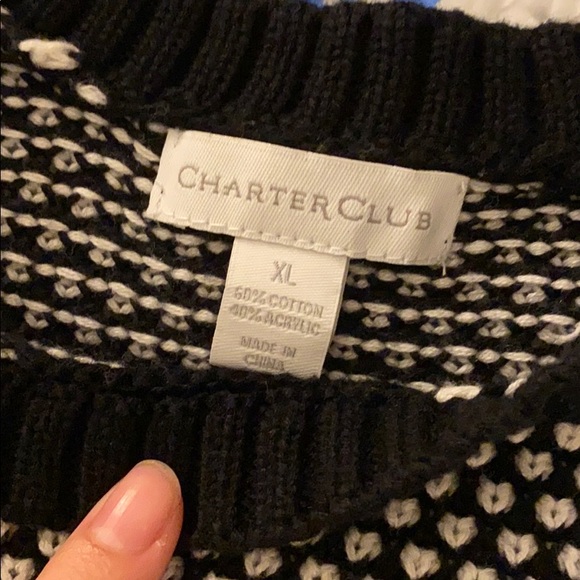 CHARTER CLUB
XL
60% COTTON
40% ACRYLIC
MADE IN
CHINA